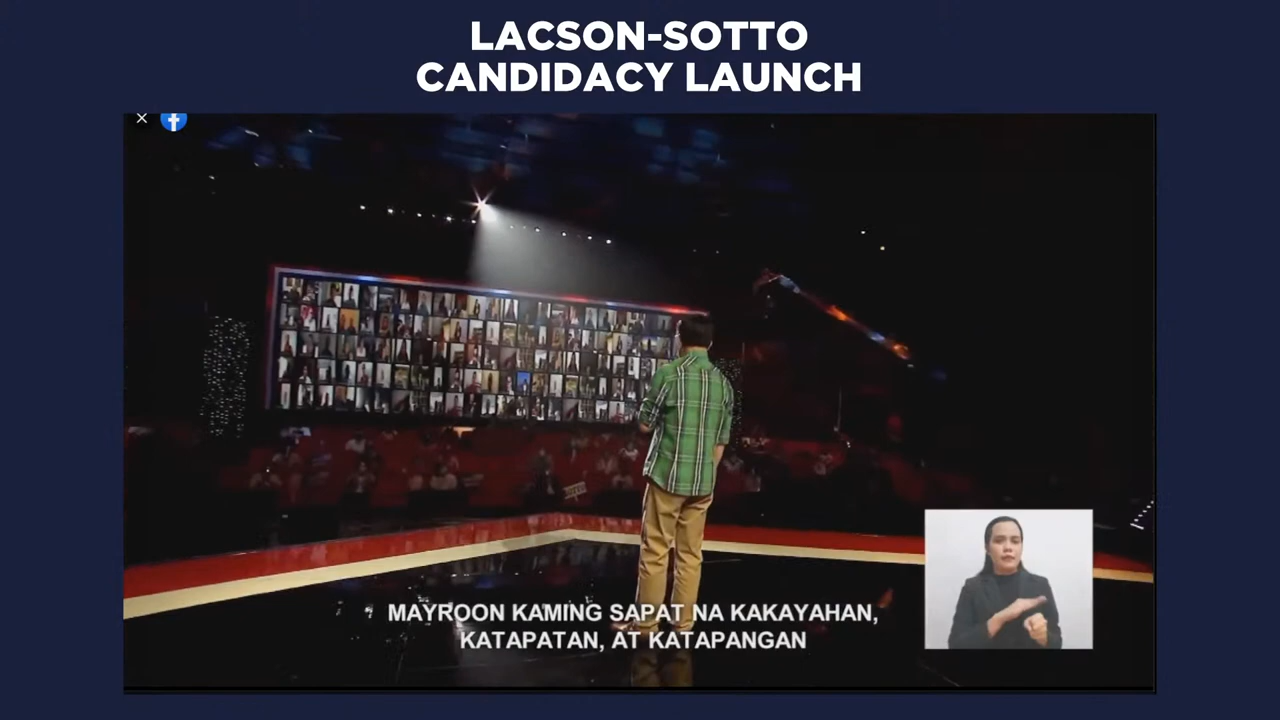 LACSON-SOTTO
CANDIDACY LAUNCH
MAYROON KAMING SAPAT NA KAKAYAHAN,
KATAPATAN, AT KATAPANGAN